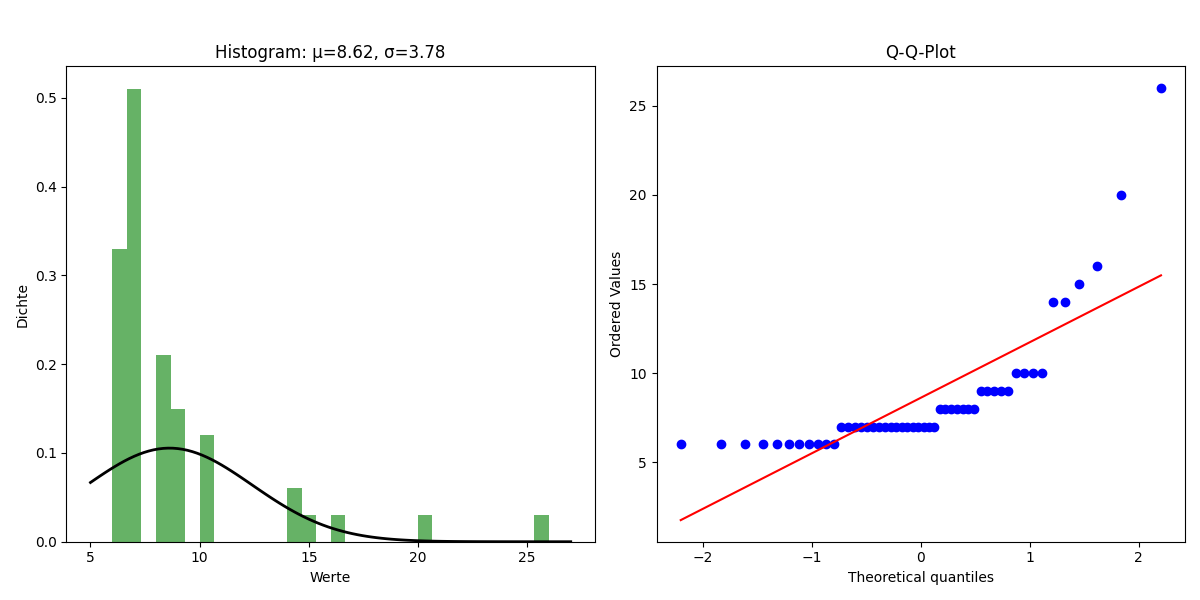 Histogram: μ=8.62, σ=3.78
0.5
0.4
0.3
0.2
0.1
0.0
Dichte
5 10 15 20 25
Werte
Q-Q-Plot
25
20
15
10
5
Ordered Values
−2 −1 0 1 2
Theoretical quantiles